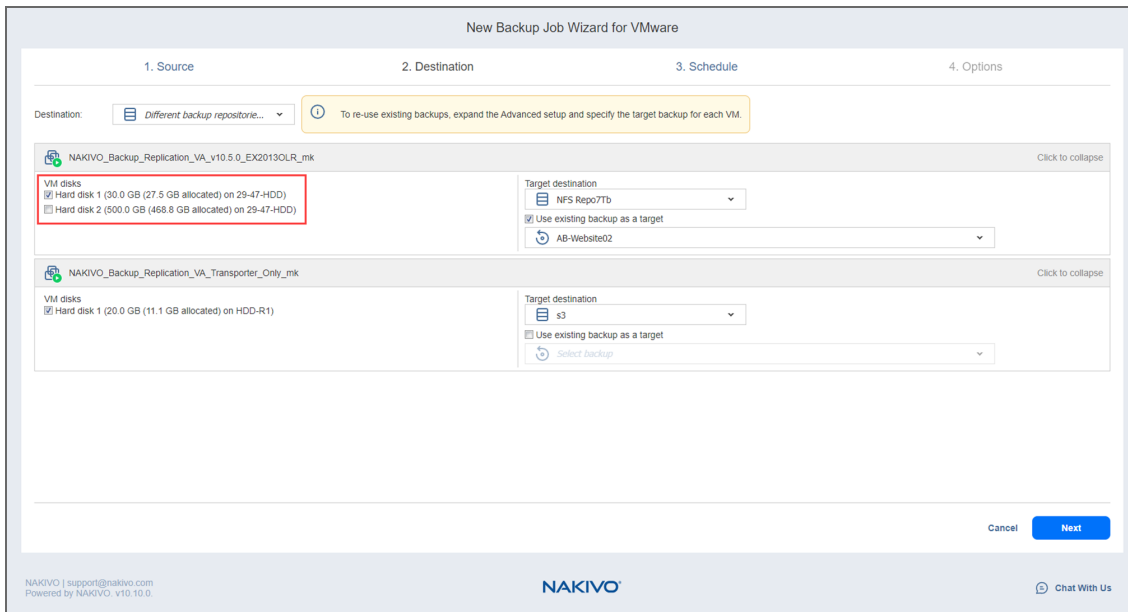 New Backup Job Wizard for VMware
1. Source 2. Destination 3. Schedule 4. Options
Destination: Different backup repositorie... To re-use existing backups, expand the Advanced setup and specify the target backup for each VM.
NAKIVO_Backup_Replication_VA_v10.5.0_EX2013OLR_mk Click to collapse
VM disks
Hard disk 1 (30.0 GB (27.5 GB allocated) on 29-47-HDD)
Hard disk 2 (500.0 GB (468.8 GB allocated) on 29-47-HDD)
Target destination
NFS Repo7Tb
Use existing backup as a target
AB-Website02
NAKIVO_Backup_Replication_VA_Transporter_Only_mk Click to collapse
VM disks
Hard disk 1 (20.0 GB (11.1 GB allocated) on HDD-R1)
Target destination
s3
Use existing backup as a target
Select backup
Cancel Next
NAKIVO | support@nakivo.com
Powered by NAKIVO. v10.10.0.
NAKIVO®
Chat With Us